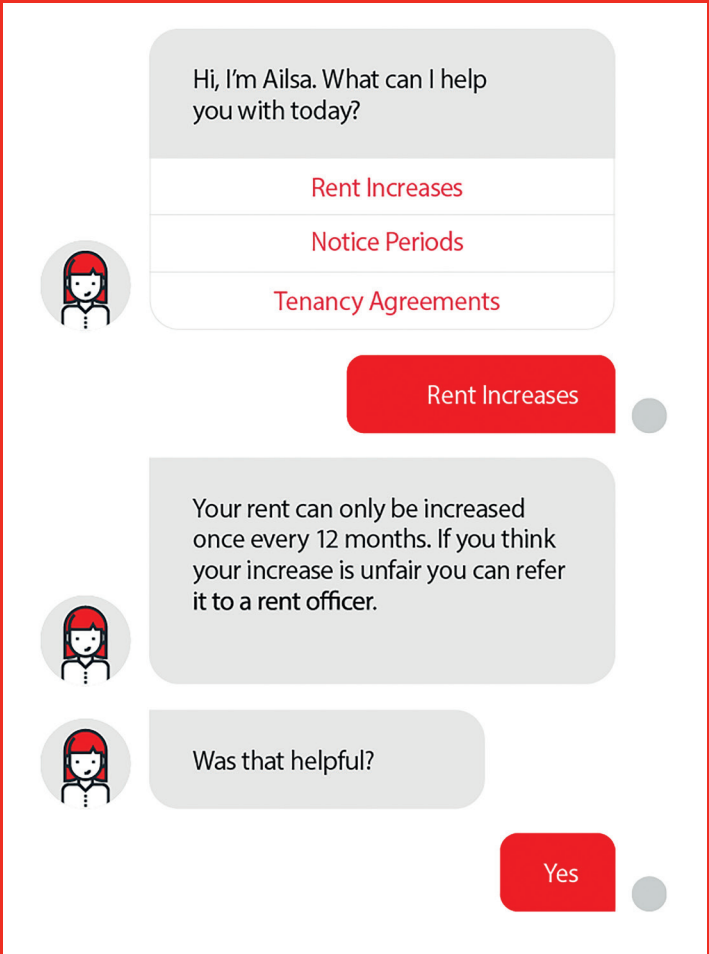 Hi, I'm Ailsa. What can I help
you with today?
Rent Increases
Notice Periods
Tenancy Agreements
Rent Increases
Your rent can only be increased
once every 12 months. If you think
your increase is unfair you can refer
it to a rent officer.
Was that helpful?
Yes